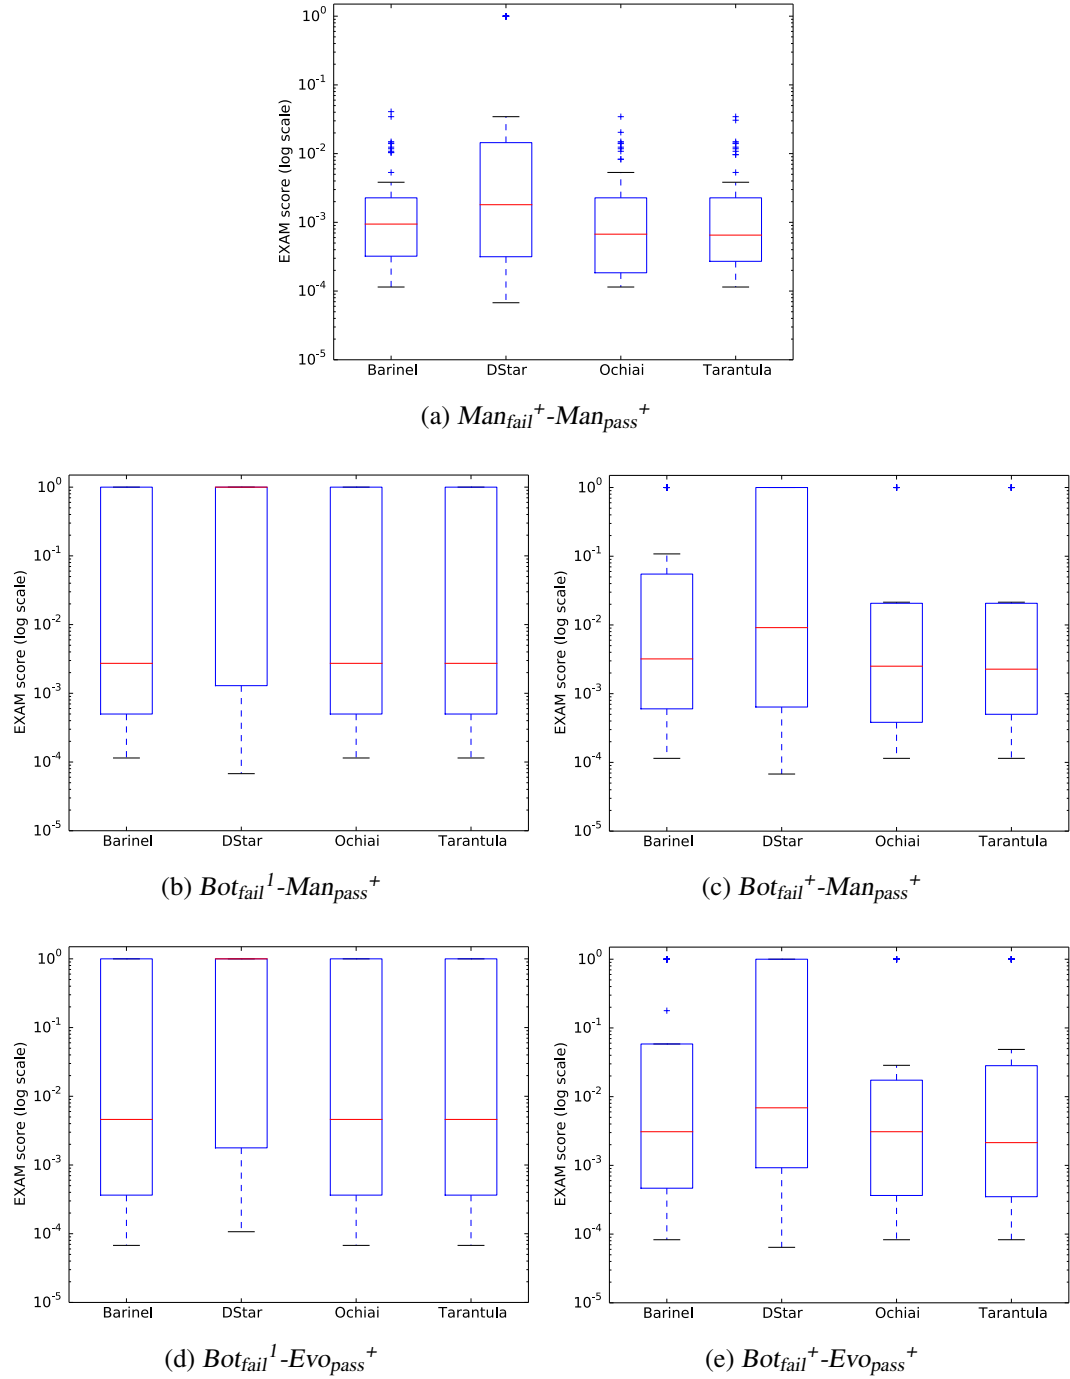 EXAM score (log scale)
10^0
10^-1
10^-2
10^-3
10^-4
10^-5
Barinel DStar Ochiai Tarantula
(a) Man_fail^+-Man_pass^+
EXAM score (log scale)
10^0
10^-1
10^-2
10^-3
10^-4
10^-5
Barinel DStar Ochiai Tarantula
(b) Bot_fail^1-Man_pass^+
EXAM score (log scale)
10^0
10^-1
10^-2
10^-3
10^-4
10^-5
Barinel DStar Ochiai Tarantula
(c) Bot_fail^+-Man_pass^+
EXAM score (log scale)
10^0
10^-1
10^-2
10^-3
10^-4
10^-5
Barinel DStar Ochiai Tarantula
(d) Bot_fail^1-Evo_pass^+
EXAM score (log scale)
10^0
10^-1
10^-2
10^-3
10^-4
10^-5
Barinel DStar Ochiai Tarantula
(e) Bot_fail^+-Evo_pass^+